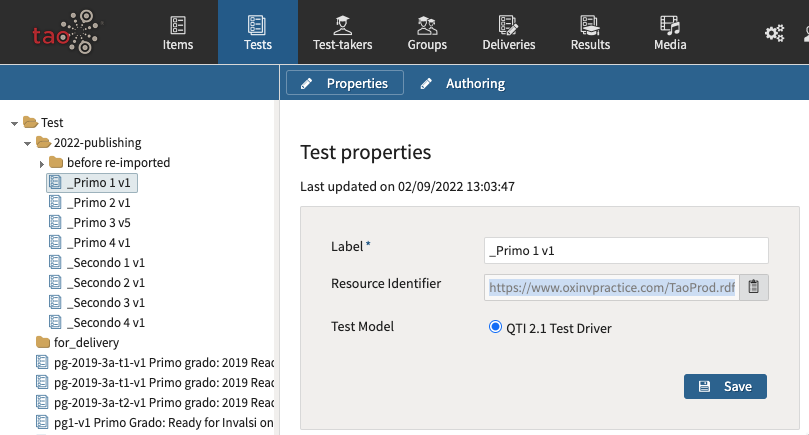 tao
Items
Tests
Test-takers
Groups
Deliveries
Results
Media
Properties
Authoring
Test
2022-publishing
before re-imported
_Primo 1 v1
_Primo 2 v1
_Primo 3 v5
_Primo 4 v1
_Secondo 1 v1
_Secondo 2 v1
_Secondo 3 v1
_Secondo 4 v1
for_delivery
pg-2019-3a-t1-v1 Primo grado: 2019 Read
pg-2019-3a-t1-v1 Primo grado: 2019 Read
pg-2019-3a-t2-v1 Primo grado: 2019 Read
pg1-v1 Primo Grado: Ready for Invalsi on
Test properties
Last updated on 02/09/2022 13:03:47
Label *
_Primo 1 v1
Resource Identifier
https://www.oxinvpractice.com/TaoProd.rdf
Test Model
QTI 2.1 Test Driver
Save